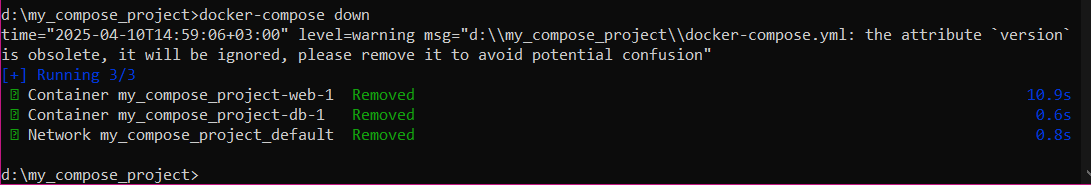 d:\my_compose_project>docker-compose down
time="2025-04-10T14:59:06+03:00" level=warning msg="d:\\my_compose_project\\docker-compose.yml: the attribute `version`
is obsolete, it will be ignored, please remove it to avoid potential confusion"
[+] Running 3/3
Container my_compose_project-web-1 Removed 10.9s
Container my_compose_project-db-1 Removed 0.6s
Network my_compose_project_default Removed 0.8s
d:\my_compose_project>